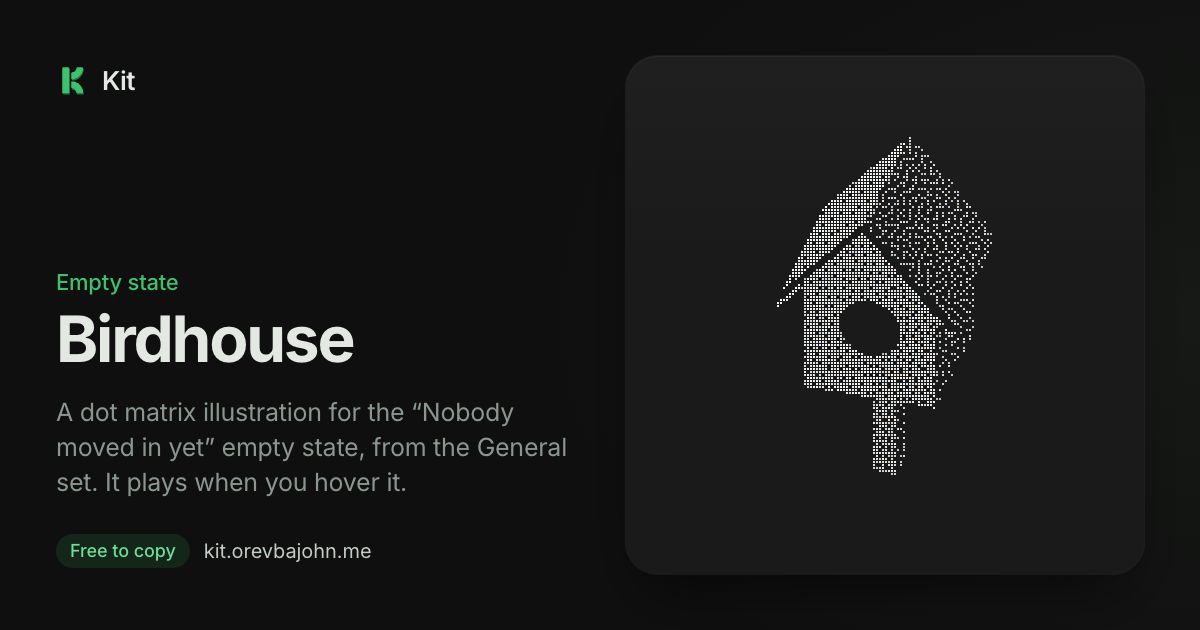 Kit
Empty state
Birdhouse
A dot matrix illustration for the “Nobody
moved in yet” empty state, from the General
set. It plays when you hover it.
Free to copy
kit.orevbajohn.me